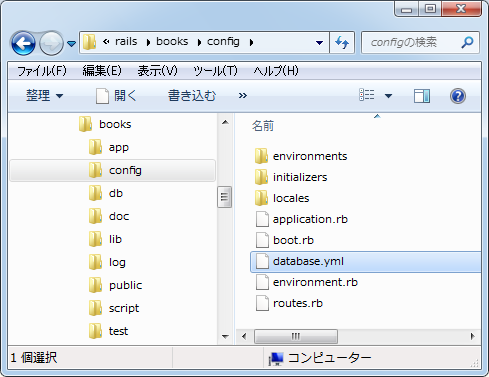 « rails books config configの検索
ファイル(F) 編集(E) 表示(V) ツール(T) ヘルプ(H)
整理 開く 書き込む »
books
app
config
db
doc
lib
log
public
script
test
名前
environments
initializers
locales
application.rb
boot.rb
database.yml
environment.rb
routes.rb
1 個選択 コンピューター